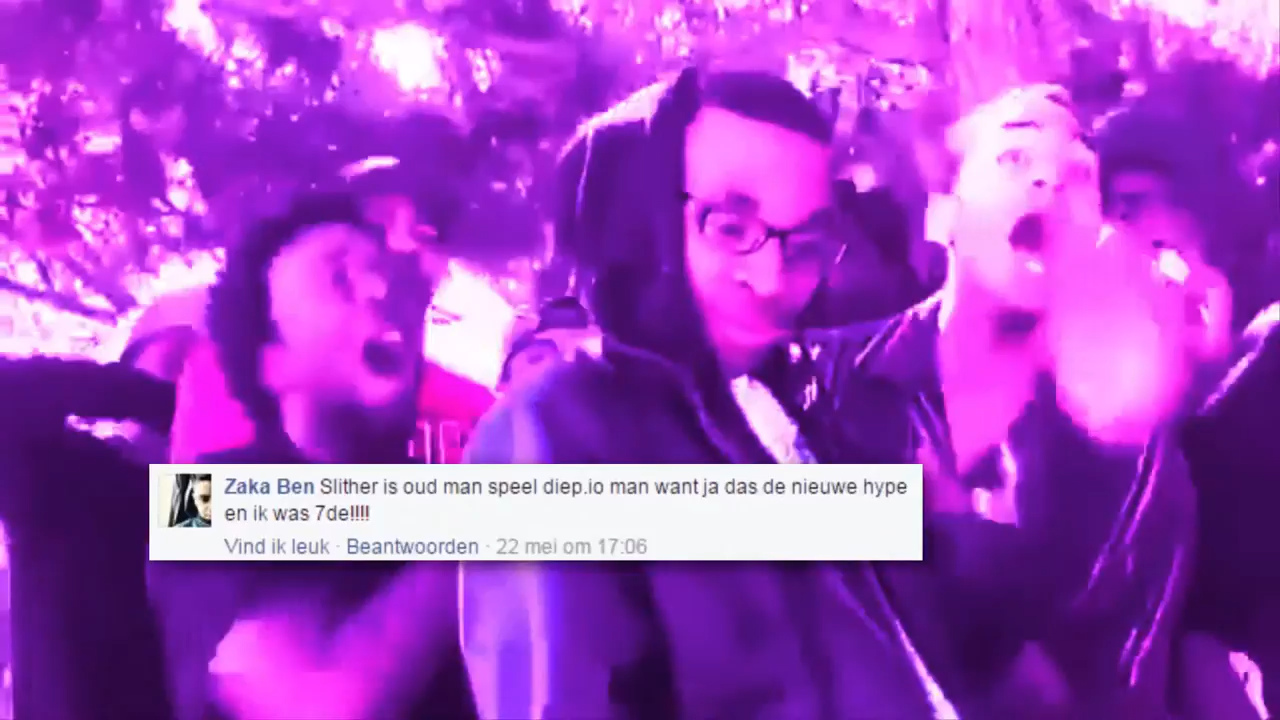 Zaka Ben Slither is oud man speel diep.io man want ja das de nieuwe hype
en ik was 7de!!!!
Vind ik leuk · Beantwoorden · 22 mei om 17:06